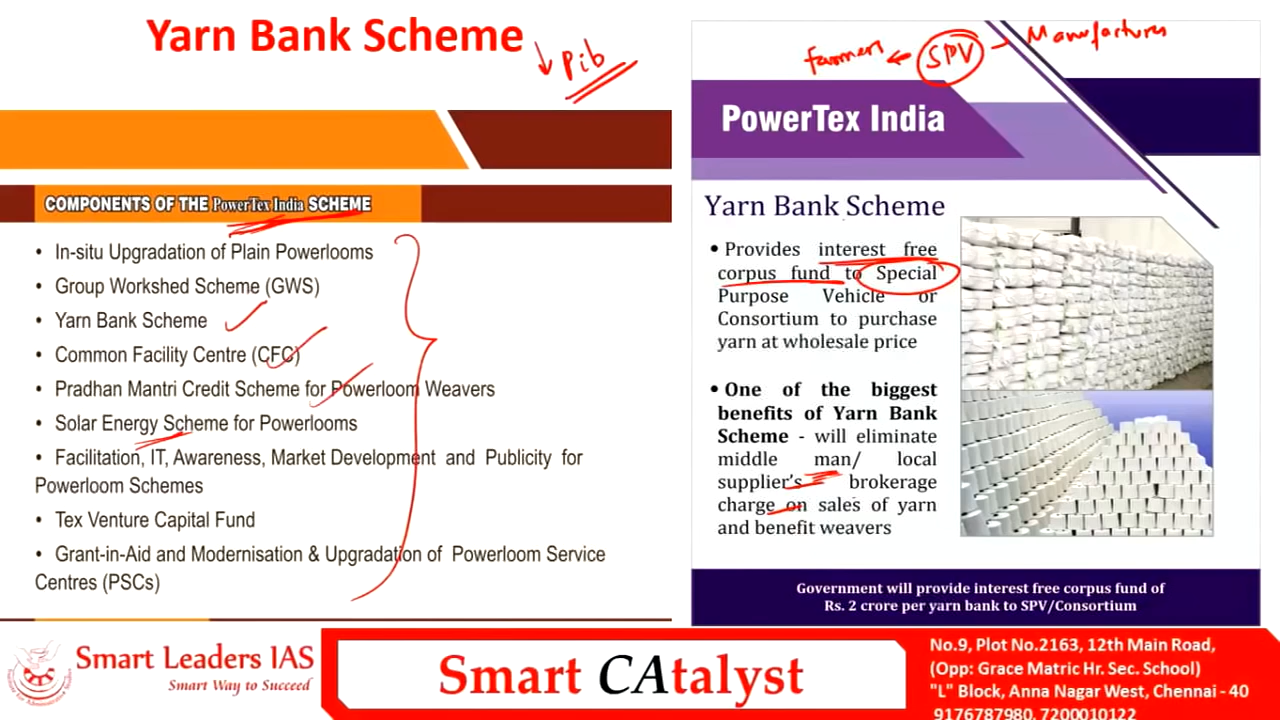 Yarn Bank Scheme
Pib
COMPONENTS OF THE PowerTex India SCHEME
• In-situ Upgradation of Plain Powerlooms
• Group Workshed Scheme (GWS)
• Yarn Bank Scheme
• Common Facility Centre (CFC)
• Pradhan Mantri Credit Scheme for Powerloom Weavers
• Solar Energy Scheme for Powerlooms
• Facilitation, IT, Awareness, Market Development and Publicity for
Powerloom Schemes
• Tex Venture Capital Fund
• Grant-in-Aid and Modernisation & Upgradation of Powerloom Service
Centres (PSCs)
farmers ← SPV → Manufactures
PowerTex India
Yarn Bank Scheme
• Provides interest free
corpus fund to Special
Purpose Vehicle or
Consortium to purchase
yarn at wholesale price
• One of the biggest
benefits of Yarn Bank
Scheme - will eliminate
middle man/ local
supplier's brokerage
charge on sales of yarn
and benefit weavers
Government will provide interest free corpus fund of
Rs. 2 crore per yarn bank to SPV/Consortium
Smart Leaders IAS
Smart Way to Succeed
Smart CAtalyst
No.9, Plot No.2163, 12th Main Road,
(Opp: Grace Matric Hr. Sec. School)
"L" Block, Anna Nagar West, Chennai - 40
9176787980, 7200010122